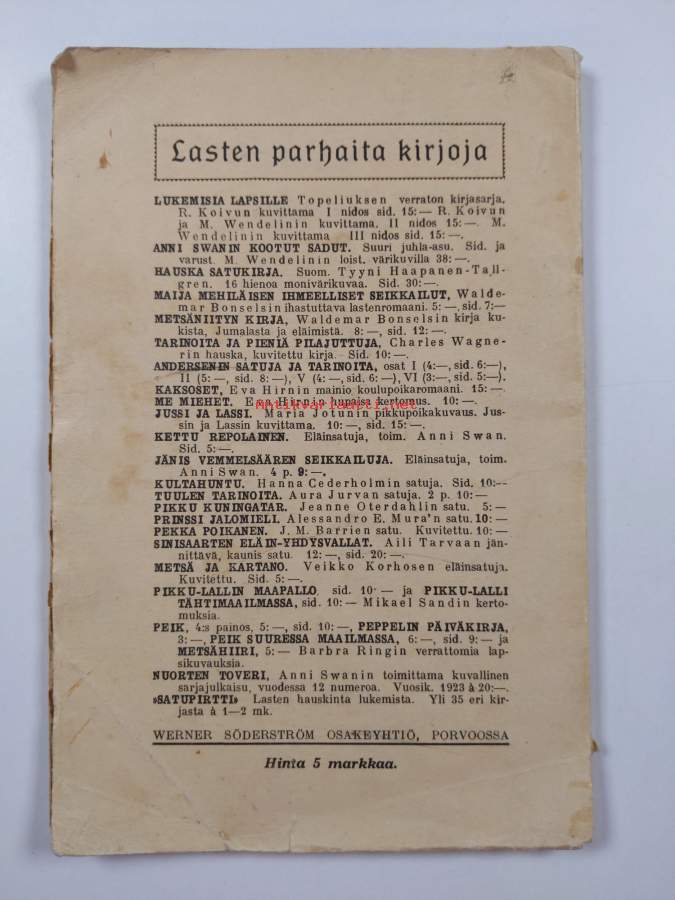 Lasten parhaita kirjoja
LUKEMISIA LAPSILLE Topeliuksen verraton kirjasarja.
R. Koivun kuvittama I nidos sid. 15:— R. Koivun
ja M. Wendelinin kuvittama. II nidos 15:—. M.
Wendelinin kuvittama III nidos sid. 15:—.
ANNI SWANIN KOOTUT SADUT. Suuri juhla-asu. Sid. ja
varust. M. Wendelinin loist. värikuvilla 38:—.
HAUSKA SATUKIRJA. Suom. Tyyni Haapanen-Tall-
gren. 16 hienoa monivärikuvaa. Sid. 30:—.
MAIJA MEHILÄISEN IHMEELLISET SEIKKAILUT, Walde-
mar Bonselsin ihastuttava lastenromaani. 5:—, sid. 7:—
METSÄNIITYN KIRJA, Waldemar Bonselsin kirja ku-
kista, Jumalasta ja eläimistä. 8:—, sid. 12:—.
TARINOITA JA PIENIÄ PILAJUTTUJA, Charles Wagne-
rin hauska, kuvitettu kirja. Sid. 10:—.
ANDERSENIN SATUJA JA TARINOITA, osat I (4:—, sid. 6:—),
II (5:—, sid. 8:—), V (4:—, sid. 6:—), VI (3:—, sid. 5:—).
KAKSOSET, Eva Hirnin mainio koulupoikaromaani. 15:—.
ME MIEHET. Eva Hirnin hupaisa kertomus. 10:—.
antikvariaatti.net
JUSSI JA LASSI. Maria Jotunin pikkupoikakuvaus. Jus-
sin ja Lassin kuvittama. 10:—, sid. 15:—.
KETTU REPOLAINEN. Eläinsatuja, toim. Anni Swan.
Sid. 5:—.
JÄNIS VEMMELSÄÄREN SEIKKAILUJA. Eläinsatuja, toim.
Anni Swan. 4 p. 9:—.
KULTAHUNTU. Hanna Cederholmin satuja. Sid. 10:—
TUULEN TARINOITA. Aura Jurvan satuja. 2 p. 10:—
PIKKU KUNINGATAR. Jeanne Oterdahlin satu. 5:—
PRINSSI JALOMIELI. Alessandro E. Mura'n satu. 10:—
PEKKA POIKANEN. J. M. Barrien satu. Kuvitettu. 10:—
SINISAARTEN ELÄIN-YHDYSVALLAT. Aili Tarvaan jän-
nittävä, kaunis satu. 12:—, sid. 20:—.
METSÄ JA KARTANO. Veikko Korhosen eläinsatuja.
Kuvitettu. Sid. 5:—.
PIKKU-LALLIN MAAPALLO, sid. 10:— ja PIKKU-LALLI
TÄHTIMAAILMASSA, sid. 10:— Mikael Sandin kerto-
muksia.
PEIK, 4:s painos, 5:—, sid. 10:—, PEPPELIN PÄIVÄKIRJA,
3:—, PEIK SUURESSA MAAILMASSA, 6:—, sid. 9:— ja
METSÄHIIRI, 5:— Barbra Ringin verrattomia lap-
sikuvauksia.
NUORTEN TOVERI, Anni Swanin toimittama kuvallinen
sarjajulkaisu, vuodessa 12 numeroa. Vuosik. 1923 à 20:—.
»SATUPIRTTI» Lasten hauskinta lukemista. Yli 35 eri kir-
jasta à 1—2 mk.
WERNER SÖDERSTRÖM OSAKEYHTIÖ, PORVOOSSA
Hinta 5 markkaa.